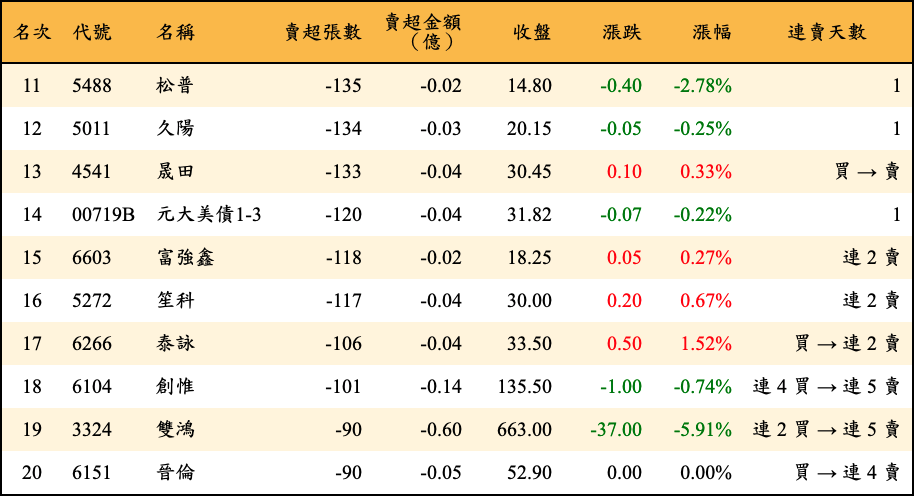 名次 代號 名稱 賣超張數 賣超金額（億） 收盤 漲跌 漲幅 連賣天數
11 5488 松普 -135 -0.02 14.80 -0.40 -2.78% 1
12 5011 久陽 -134 -0.03 20.15 -0.05 -0.25% 1
13 4541 晟田 -133 -0.04 30.45 0.10 0.33% 買 → 賣
14 00719B 元大美債1-3 -120 -0.04 31.82 -0.07 -0.22% 1
15 6603 富強鑫 -118 -0.02 18.25 0.05 0.27% 連 2 賣
16 5272 笙科 -117 -0.04 30.00 0.20 0.67% 連 2 賣
17 6266 泰詠 -106 -0.04 33.50 0.50 1.52% 買 → 連 2 賣
18 6104 創惟 -101 -0.14 135.50 -1.00 -0.74% 連 4 買 → 連 5 賣
19 3324 雙鴻 -90 -0.60 663.00 -37.00 -5.91% 連 2 買 → 連 5 賣
20 6151 晉倫 -90 -0.05 52.90 0.00 0.00% 買 → 連 4 賣